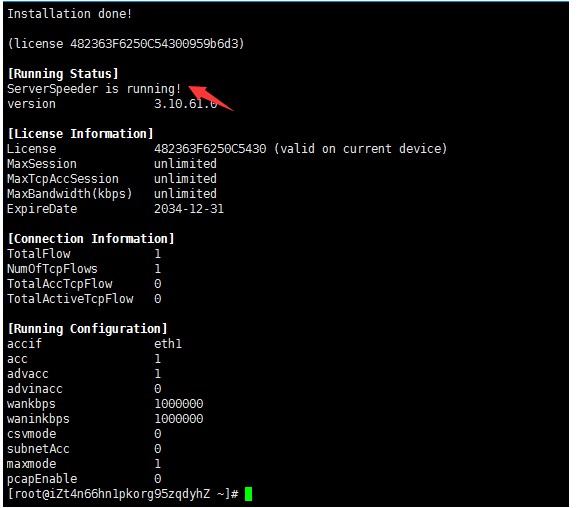 Installation done!
(license 482363F6250C54300959b6d3)
[Running Status]
ServerSpeeder is running!
version 3.10.61.0
[License Information]
License 482363F6250C5430 (valid on current device)
MaxSession unlimited
MaxTcpAccSession unlimited
MaxBandwidth(kbps) unlimited
ExpireDate 2034-12-31
[Connection Information]
TotalFlow 1
NumOfTcpFlows 1
TotalAccTcpFlow 0
TotalActiveTcpFlow 0
[Running Configuration]
accif eth1
acc 1
advacc 1
advinacc 0
wankbps 1000000
waninkbps 1000000
csvmode 0
subnetAcc 0
maxmode 1
pcapEnable 0
[root@iZt4n66hn1pkorg95zqdyhZ ~]#